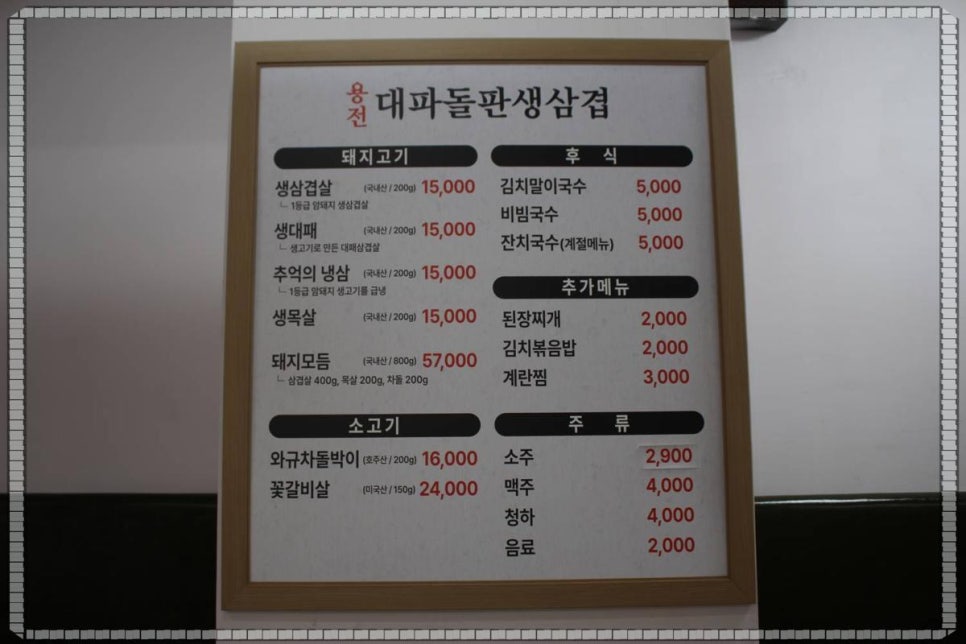 용전 대파돌판생삼겹
돼지고기
생삼겹살 (국내산 / 200g) 15,000
└ 1등급 암돼지 생삼겹살
생대패 (국내산 / 200g) 15,000
└ 생고기로 만든 대패삼겹살
추억의 냉삼 (국내산 / 200g) 15,000
└ 1등급 암돼지 생고기를 급냉
생목살 (국내산 / 200g) 15,000
돼지모듬 (국내산 / 800g) 57,000
└ 삼겹살 400g, 목살 200g, 차돌 200g
소고기
와규차돌박이 (호주산 / 200g) 16,000
꽃갈비살 (미국산 / 150g) 24,000
후 식
김치말이국수 5,000
비빔국수 5,000
잔치국수(계절메뉴) 5,000
추가메뉴
된장찌개 2,000
김치볶음밥 2,000
계란찜 3,000
주 류
소주 2,900
맥주 4,000
청하 4,000
음료 2,000